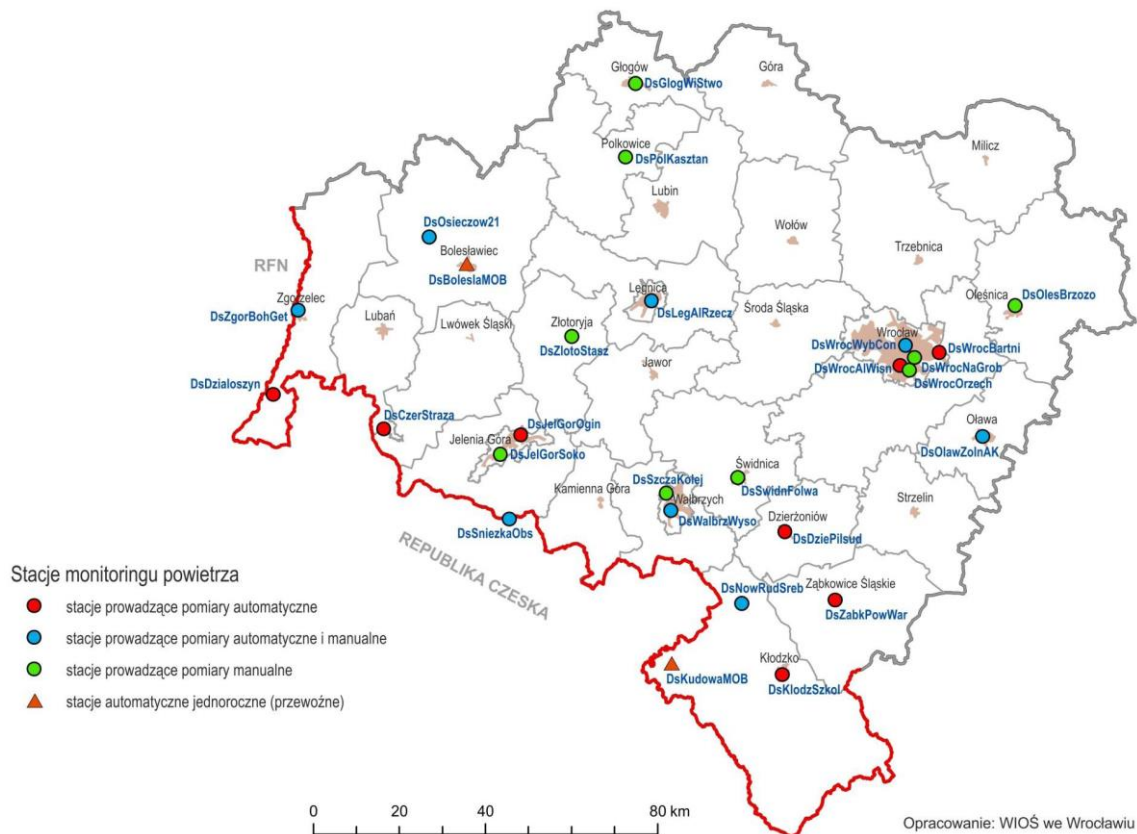 Głogów
DsGlogWiStwo
Góra
Polkowice
DsPolKasztan
Milicz
Lubin
DsOsieczow21
Bolesławiec
DsBoleslaMOB
Wołów
Trzebnica
RFN
Zgorzelec
DsZgorBohGet
Lubań
Lwówek Śląski
Legnica
DsLegAlRzecz
Złotoryja
DsZlotoStasz
Środa Śląska
Oleśnica
DsOlesBrzozo
Wrocław
DsWrocWybCon
DsWrocBartni
DsWrocAlWisn
DsWrocNaGrob
DsWrocOrzech
Jawor
DsDzialoszyn
DsCzerStraza
DsJelGorOgin
Jelenia Góra
DsJelGorSoko
Oława
DsOlawZolnAK
Kamienna Góra
DsSzczaKolej
Wałbrzych
DsWalbrzWyso
Świdnica
DsSwidnFolwa
Strzelin
Dzierżoniów
DsDziePilsud
DsSniezkaObs
REPUBLIKA CZESKA
Ząbkowice Śląskie
DsZabkPowWar
DsNowRudSreb
DsKudowaMOB
Kłodzko
DsKlodzSzkol
Stacje monitoringu powietrza
stacje prowadzące pomiary automatyczne
stacje prowadzące pomiary automatyczne i manualne
stacje prowadzące pomiary manualne
stacje automatyczne jednoroczne (przewoźne)
0 20 40 80 km
Opracowanie: WIOŚ we Wrocławiu